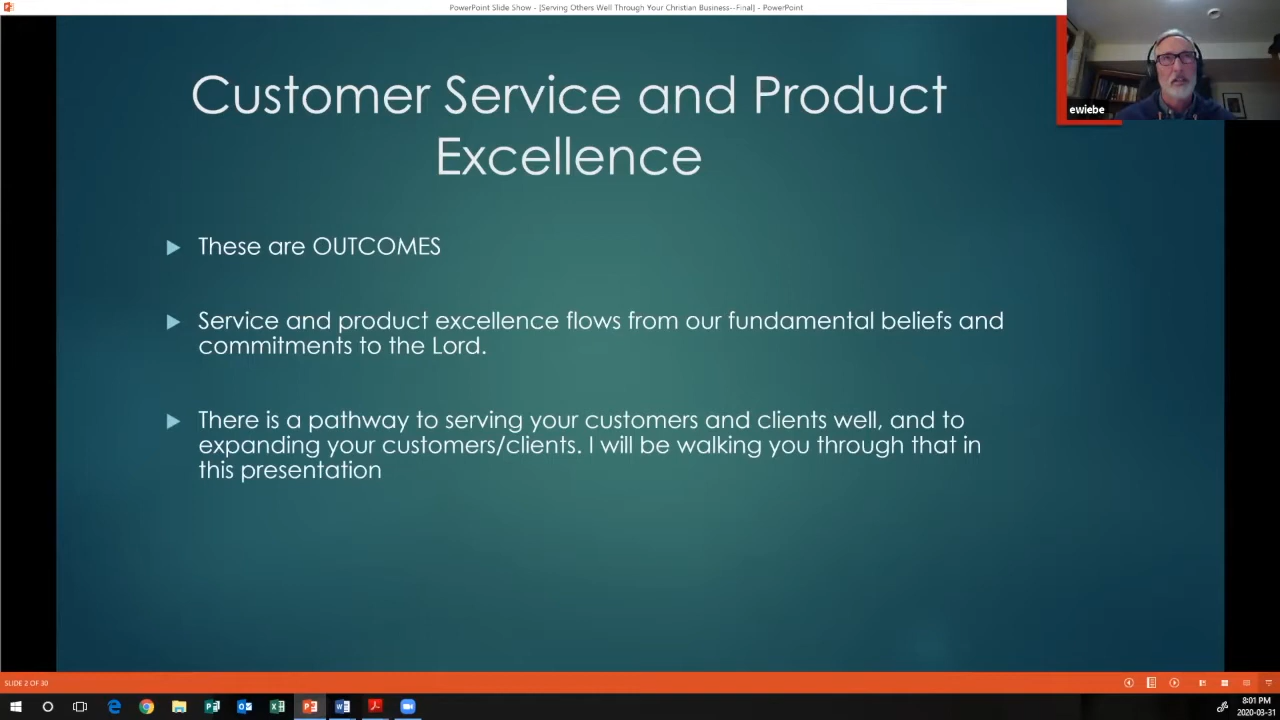 PowerPoint Slide Show - [Serving Others Well Through Your Christian Business--Final] - PowerPoint
ewiebe
Customer Service and Product
Excellence
These are OUTCOMES
Service and product excellence flows from our fundamental beliefs and
commitments to the Lord.
There is a pathway to serving your customers and clients well, and to
expanding your customers/clients. I will be walking you through that in
this presentation
SLIDE 2 OF 30
8:01 PM
2020-03-31